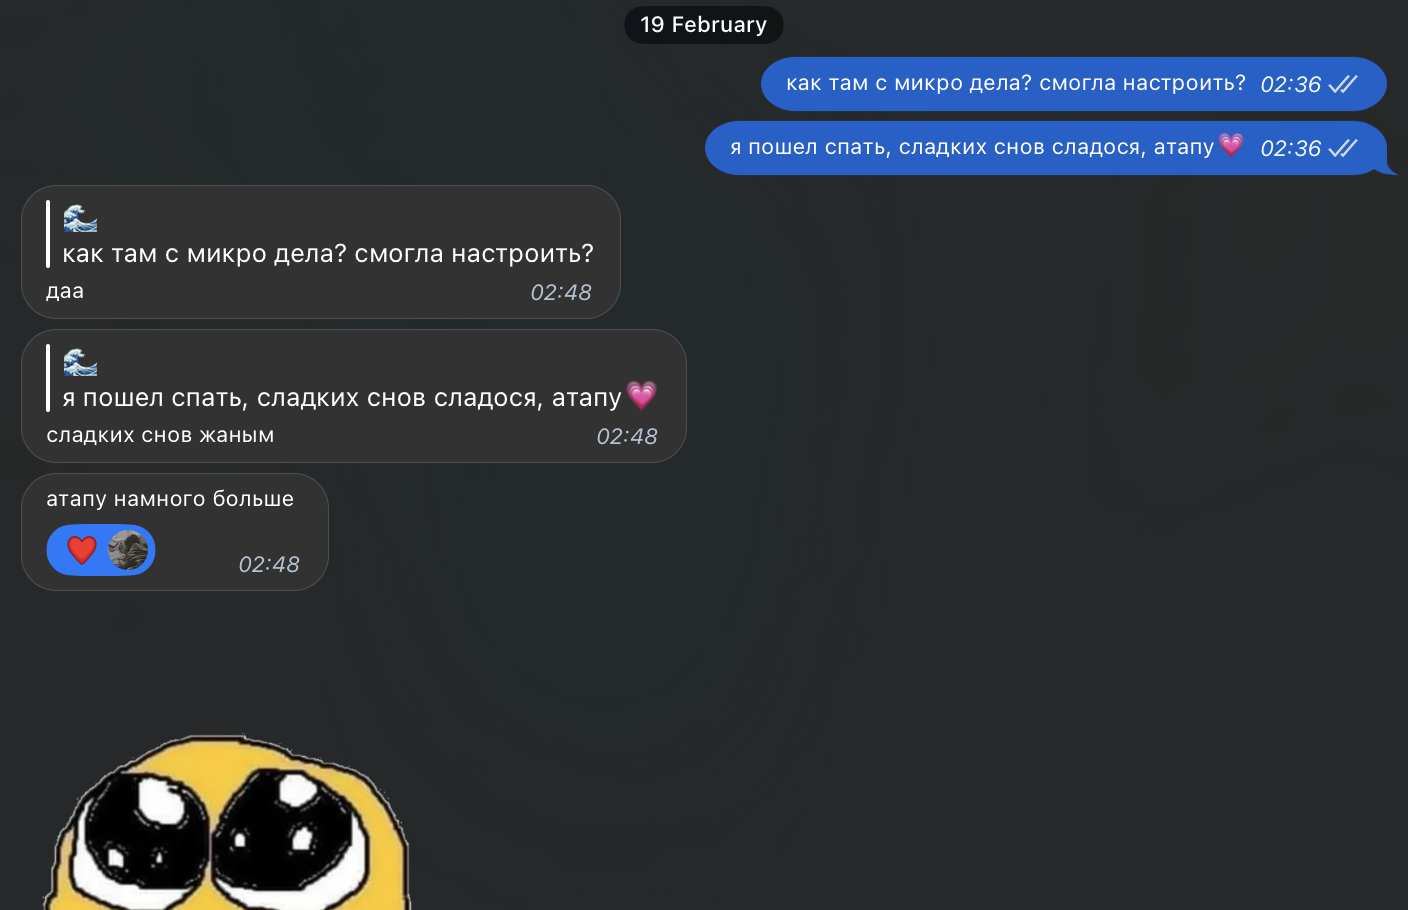 19 February
как там с микро дела? смогла настроить? 02:36
я пошел спать, сладких снов сладося, атапу💗 02:36
🌊
как там с микро дела? смогла настроить?
даа 02:48
🌊
я пошел спать, сладких снов сладося, атапу💗
сладких снов жаным 02:48
атапу намного больше
❤️ 02:48